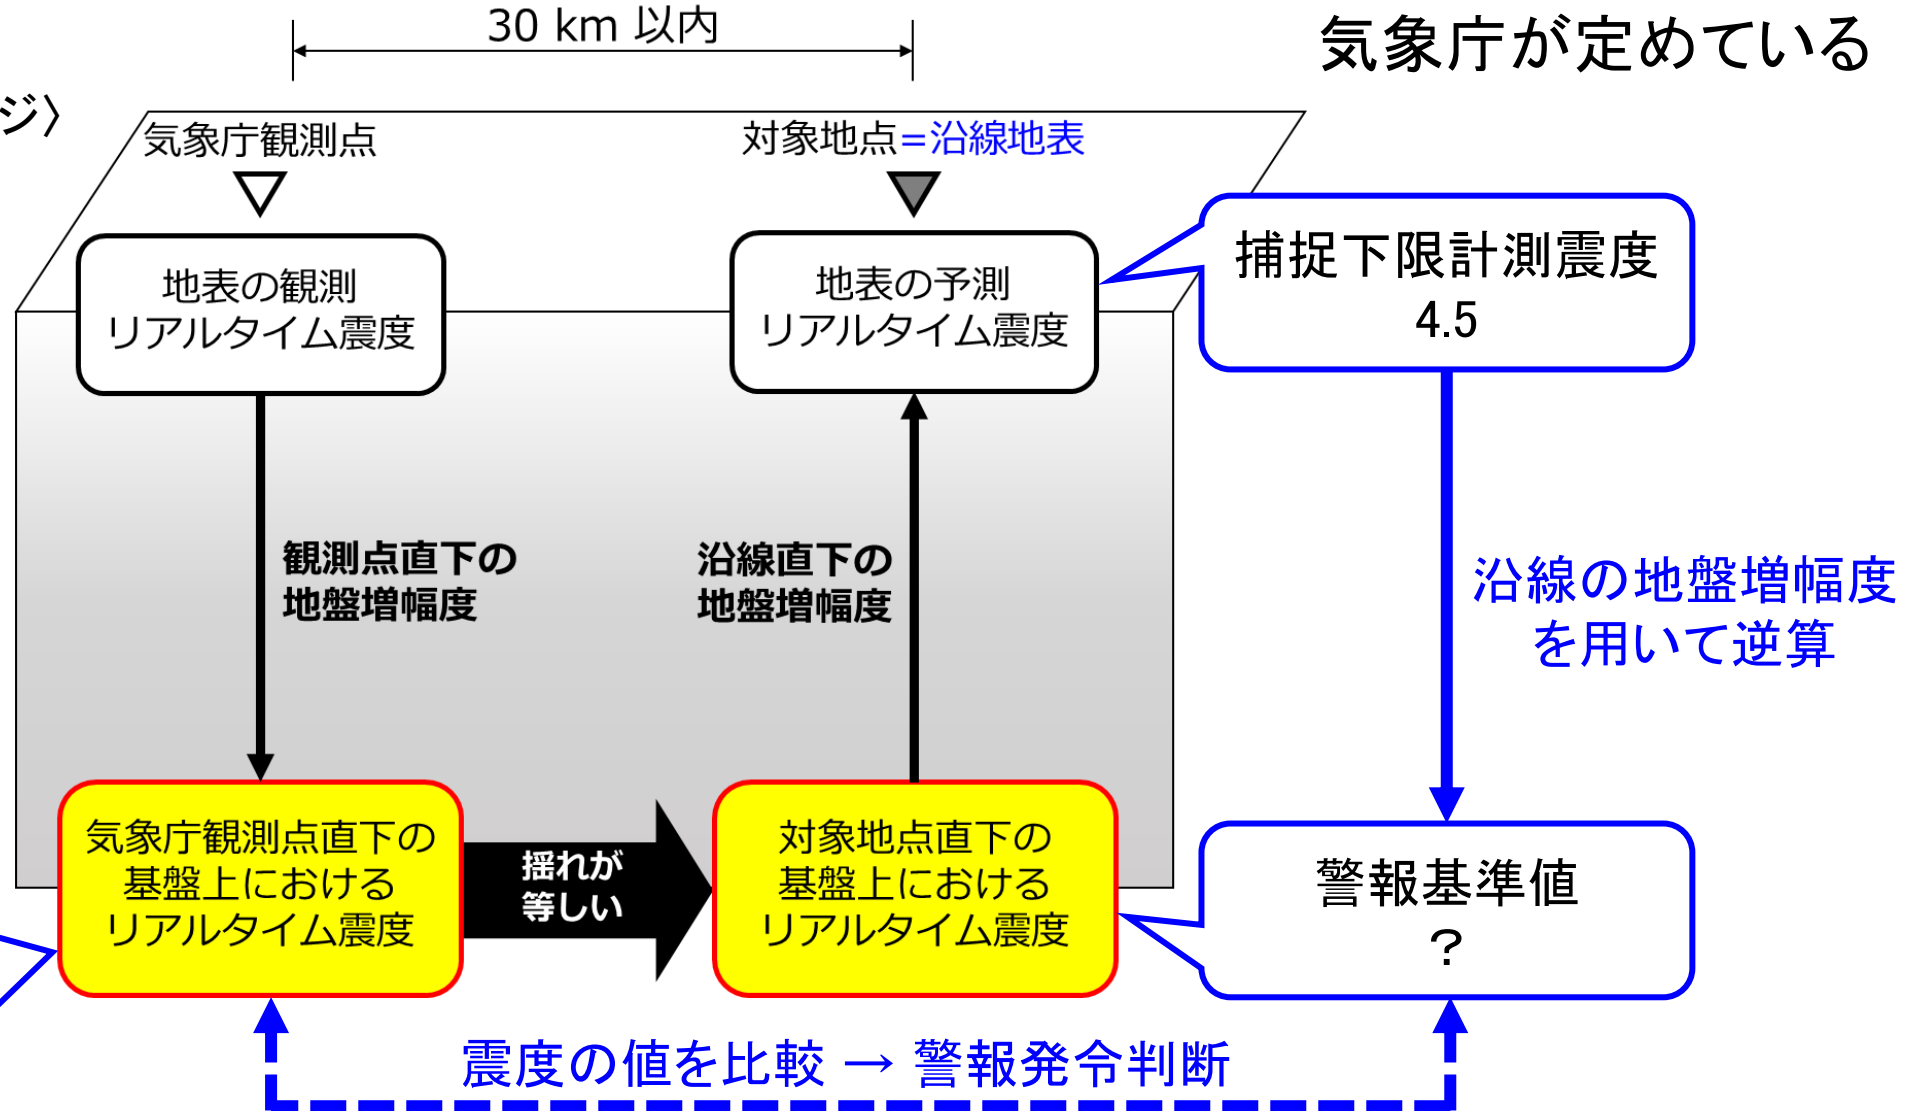 30 km 以内
気象庁が定めている
ジ〉
気象庁観測点
対象地点=沿線地表
地表の観測
リアルタイム震度
地表の予測
リアルタイム震度
捕捉下限計測震度
4.5
観測点直下の
地盤増幅度
沿線直下の
地盤増幅度
沿線の地盤増幅度
を用いて逆算
気象庁観測点直下の
基盤上における
リアルタイム震度
揺れが
等しい
対象地点直下の
基盤上における
リアルタイム震度
警報基準値
？
震度の値を比較 → 警報発令判断